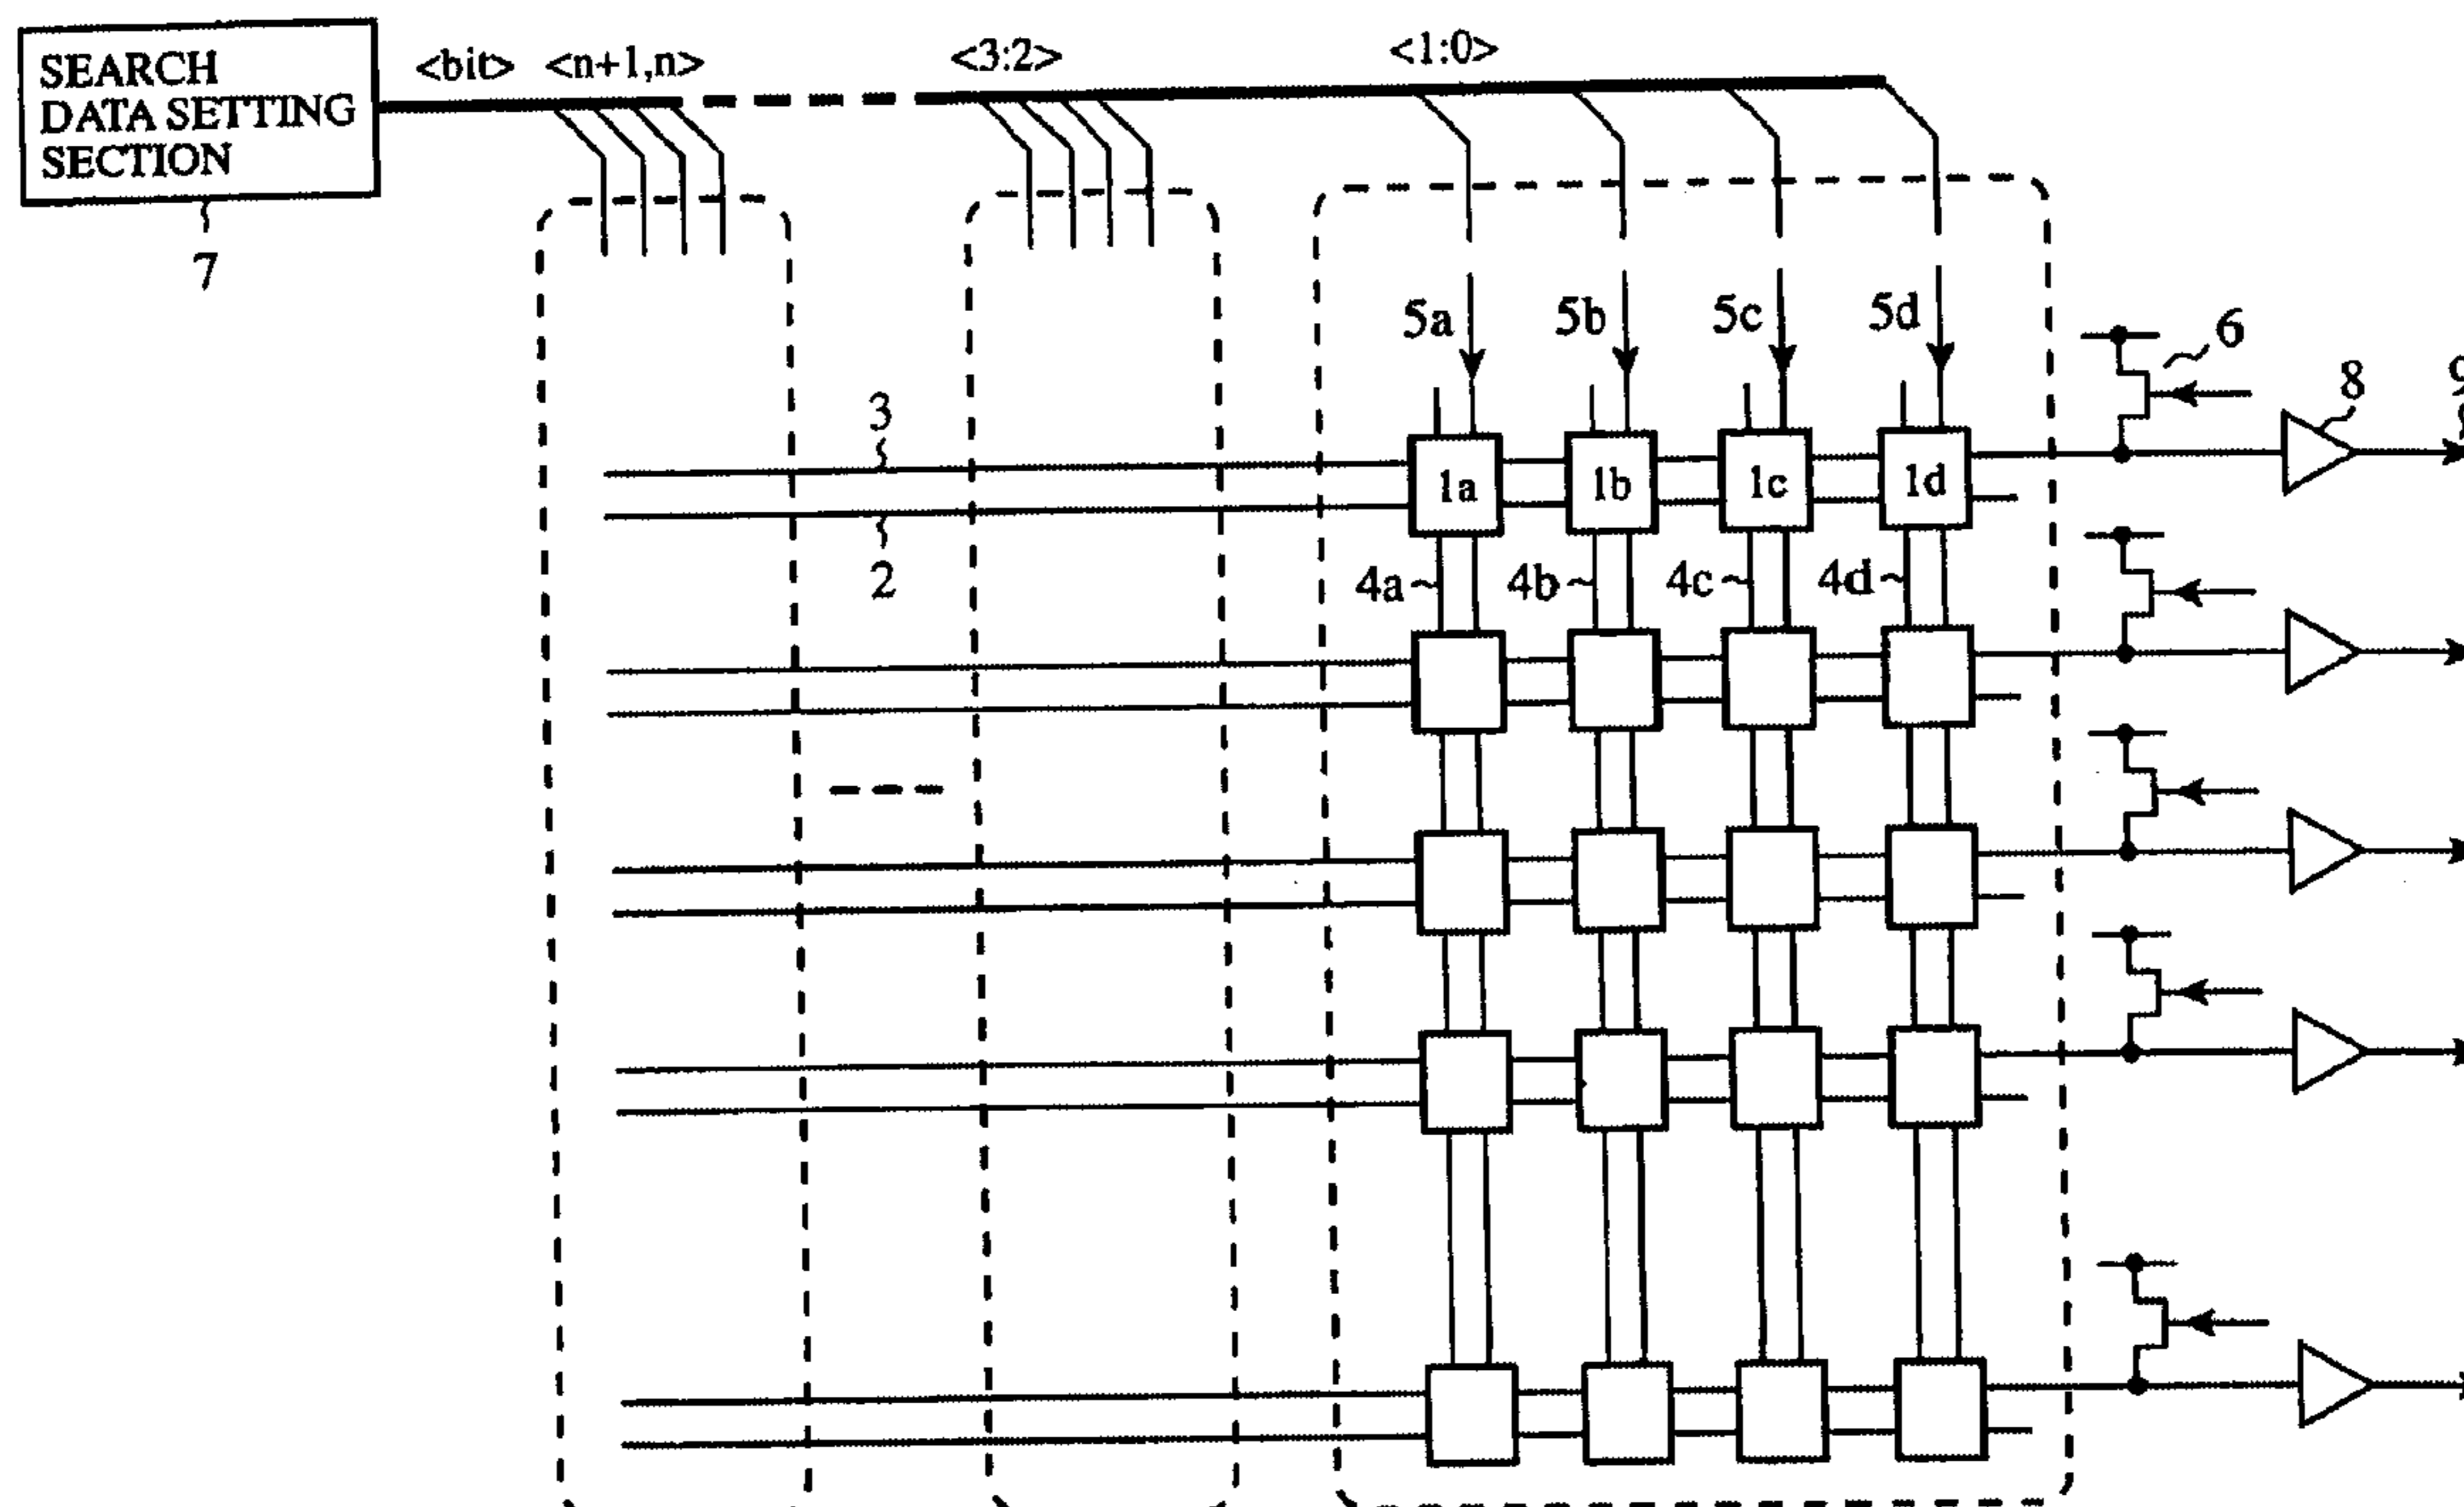 SEARCH
DATA SETTING
SECTION
<bit> <n+1,n> <3:2> <1:0>
7
5a 5b 5c 5d 6
3 8 9
1a 1b 1c 1d
2 4a 4b 4c 4d